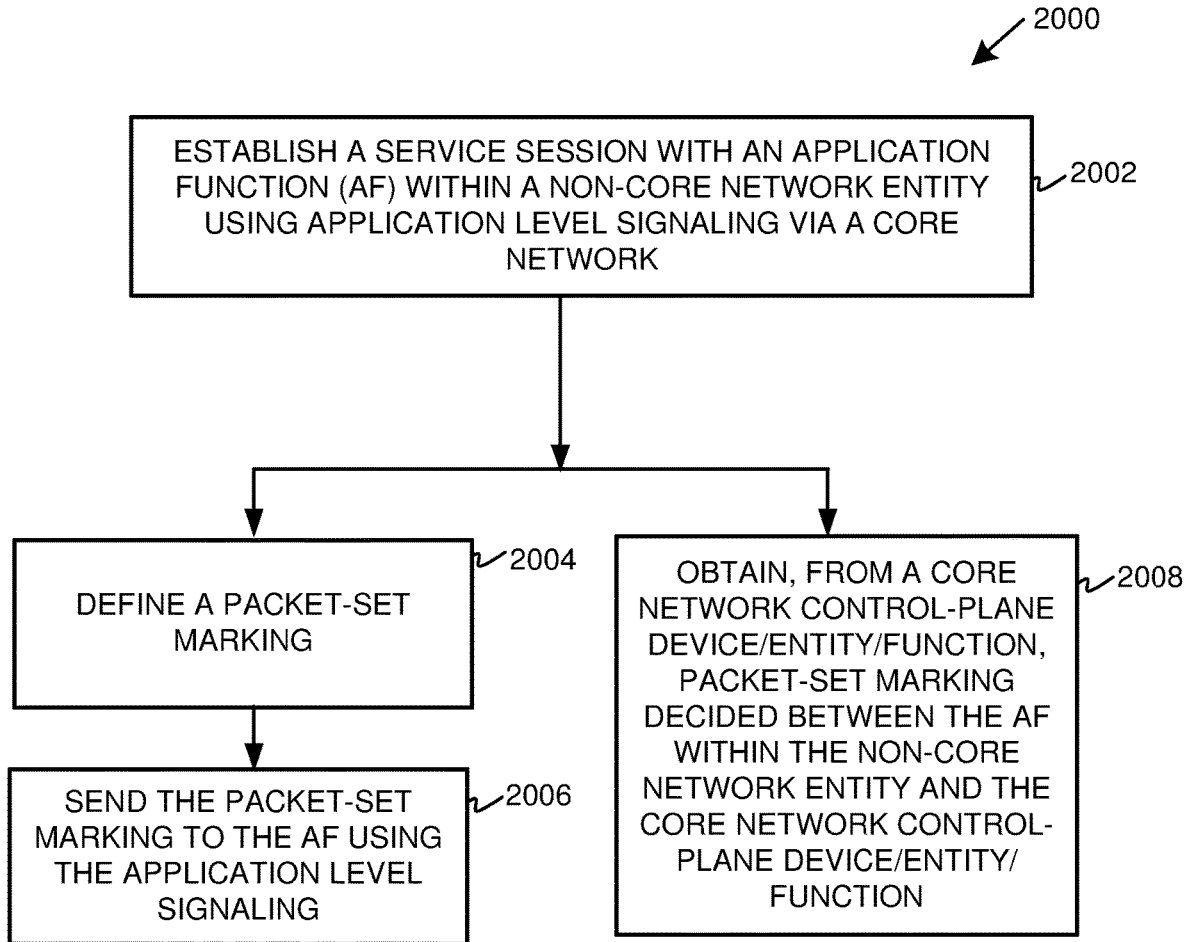 2000
ESTABLISH A SERVICE SESSION WITH AN APPLICATION
FUNCTION (AF) WITHIN A NON-CORE NETWORK ENTITY
USING APPLICATION LEVEL SIGNALING VIA A CORE
NETWORK
2002
DEFINE A PACKET-SET
MARKING
2004
SEND THE PACKET-SET
MARKING TO THE AF USING
THE APPLICATION LEVEL
SIGNALING
2006
OBTAIN, FROM A CORE
NETWORK CONTROL-PLANE
DEVICE/ENTITY/FUNCTION,
PACKET-SET MARKING
DECIDED BETWEEN THE AF
WITHIN THE NON-CORE
NETWORK ENTITY AND THE
CORE NETWORK CONTROL-
PLANE DEVICE/ENTITY/
FUNCTION
2008